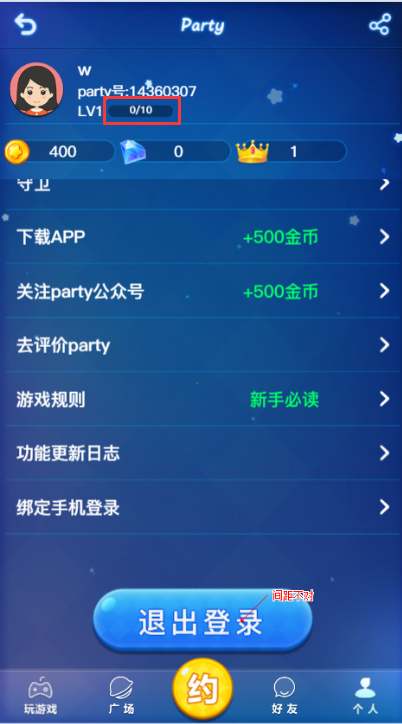 Party
w
party号:14360307
LV1 0/10
400 0 1
守卫
下载APP +500金币
关注party公众号 +500金币
去评价party
游戏规则 新手必读
功能更新日志
绑定手机登录
间距不对
退出登录
约
玩游戏 广场 好友 个人